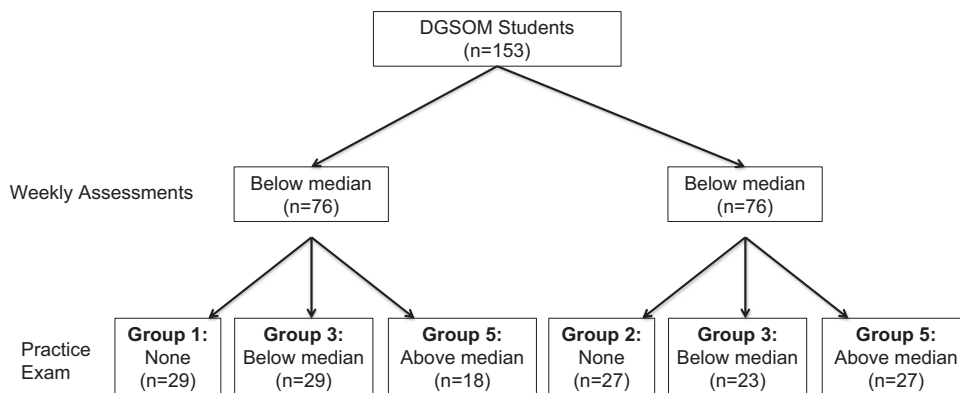 DGSOM Students
(n=153)
Weekly Assessments
Below median
(n=76)
Below median
(n=76)
Practice
Exam
Group 1:
None
(n=29)
Group 3:
Below median
(n=29)
Group 5:
Above median
(n=18)
Group 2:
None
(n=27)
Group 3:
Below median
(n=23)
Group 5:
Above median
(n=27)